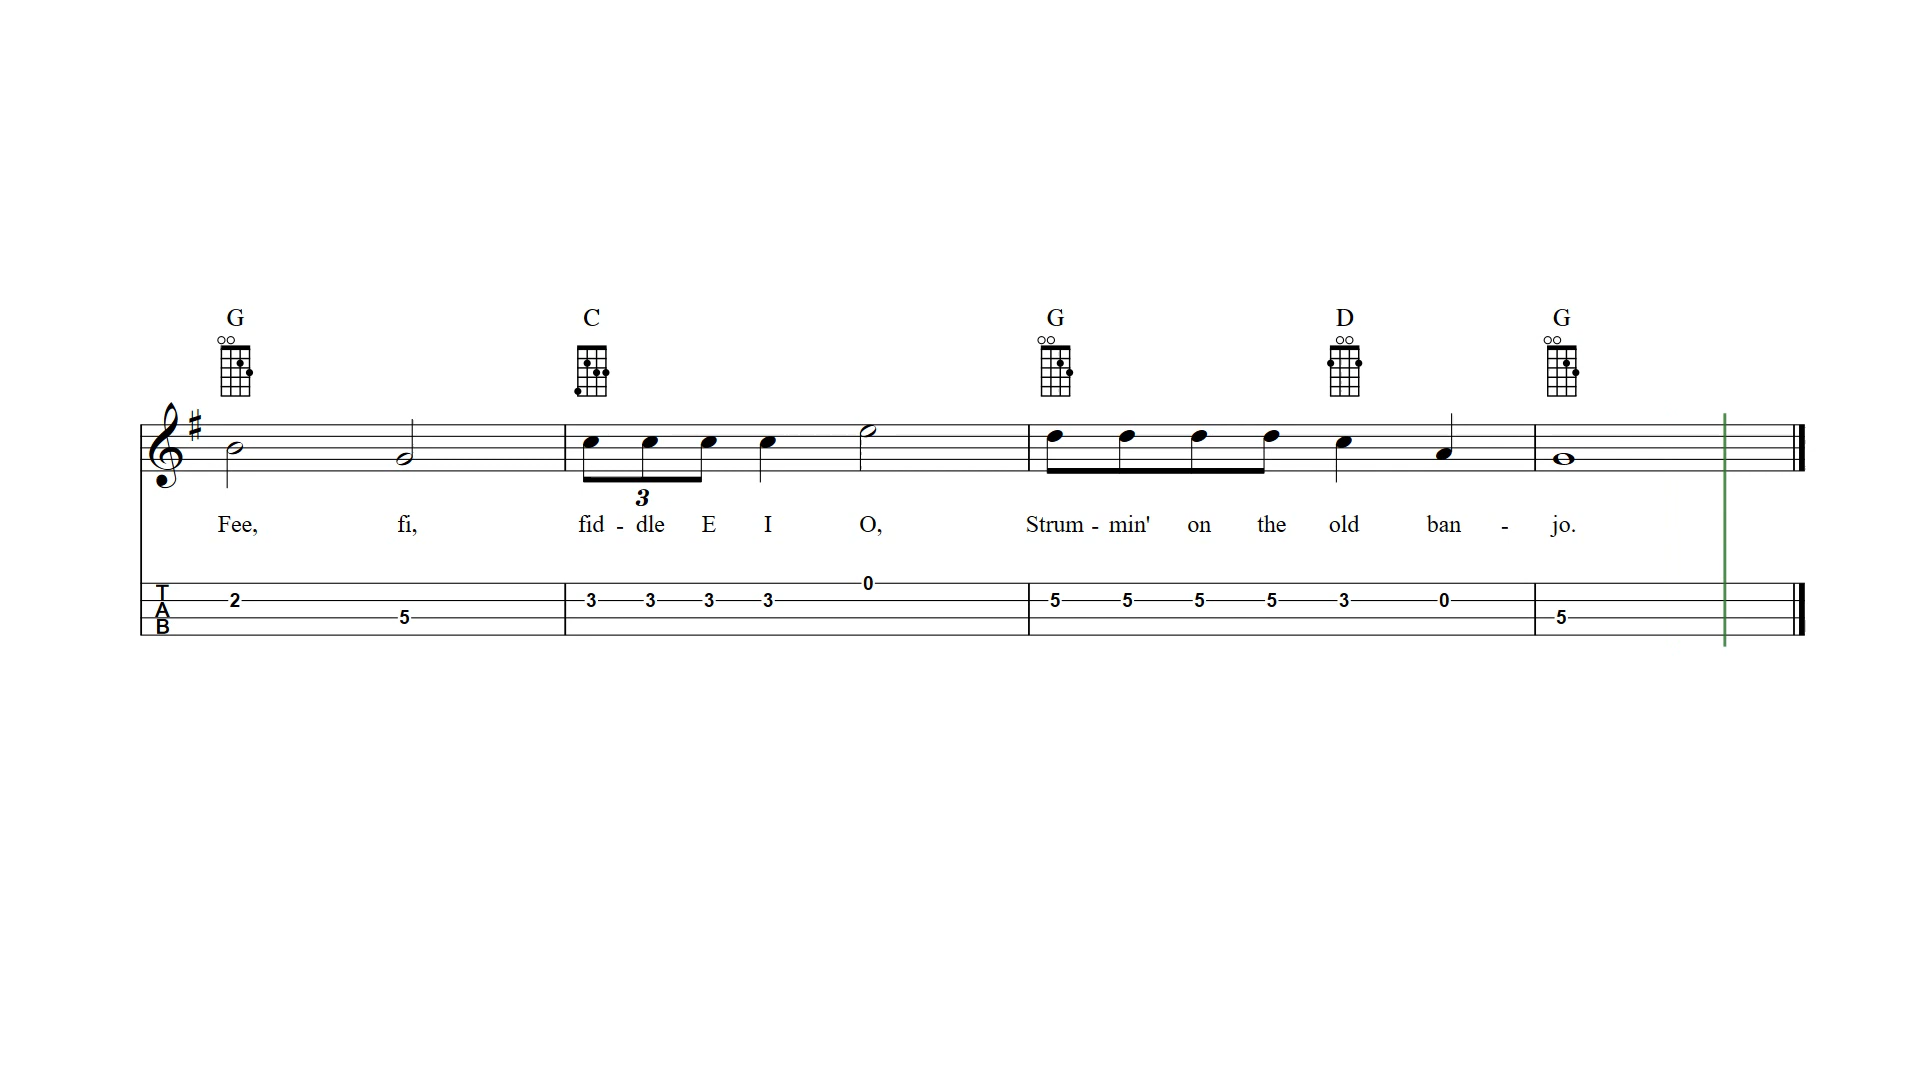 G C G D G
3
Fee, fi, fid - dle E I O, Strum - min' on the old ban - jo.
0
T 2 3 3 3 3 5 5 5 5 3 0
A 5 5
B